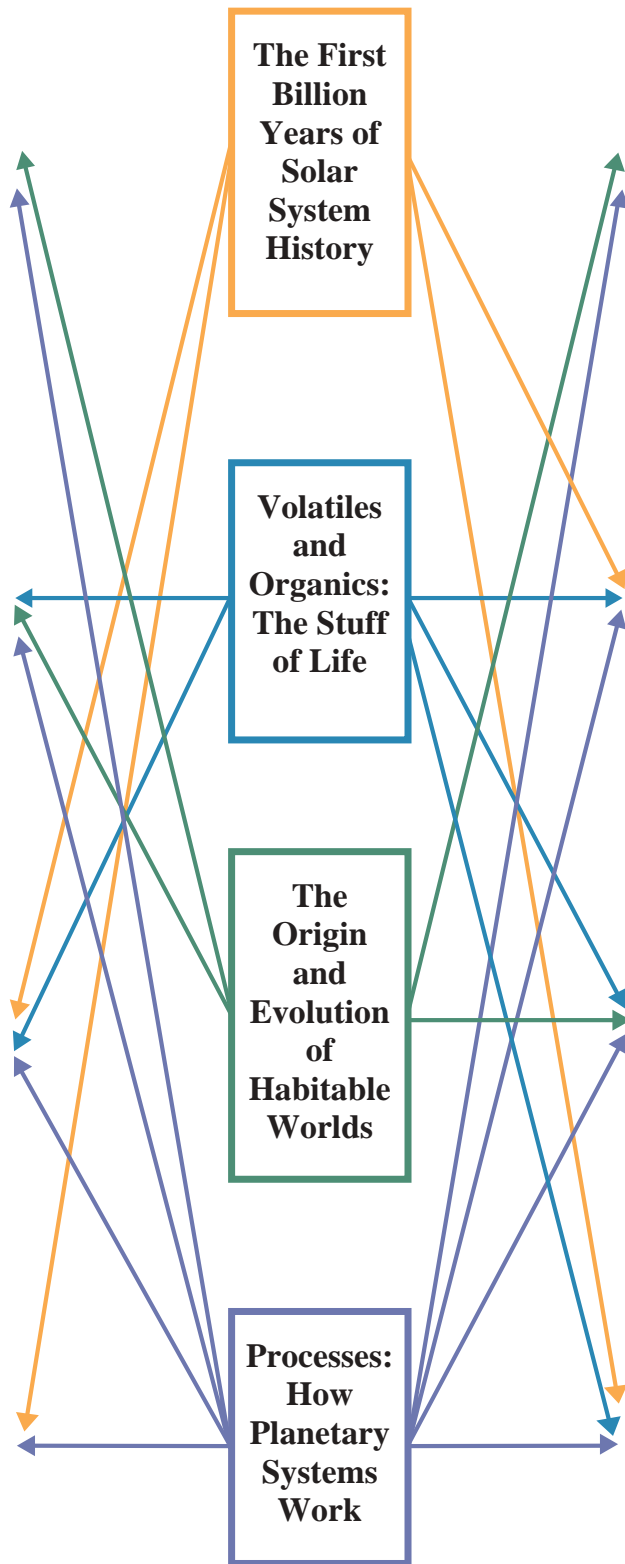 The First
Billion
Years of
Solar
System
History
Volatiles
and
Organics:
The Stuff
of Life
The
Origin
and
Evolution
of
Habitable
Worlds
Processes:
How
Planetary
Systems
Work